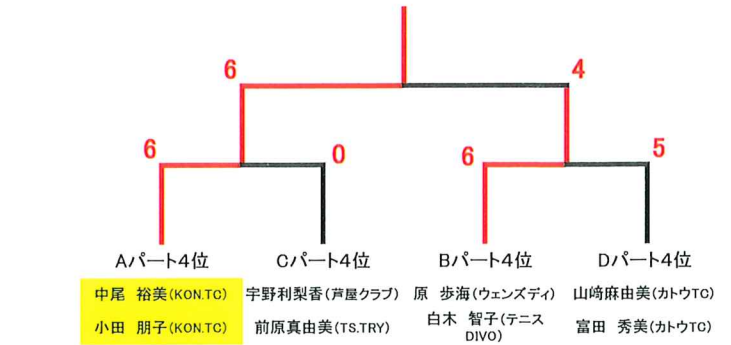 6 4
6 0 6 5
Aパート4位 Cパート4位 Bパート4位 Dパート4位
中尾 裕美(KON.TC) 宇野利梨香(芦屋クラブ) 原 歩海(ウェンズディ) 山﨑麻由美(カトウTC)
小田 朋子(KON.TC) 前原真由美(TS.TRY) 白木 智子(テニス 富田 秀美(カトウTC)
DIVO)